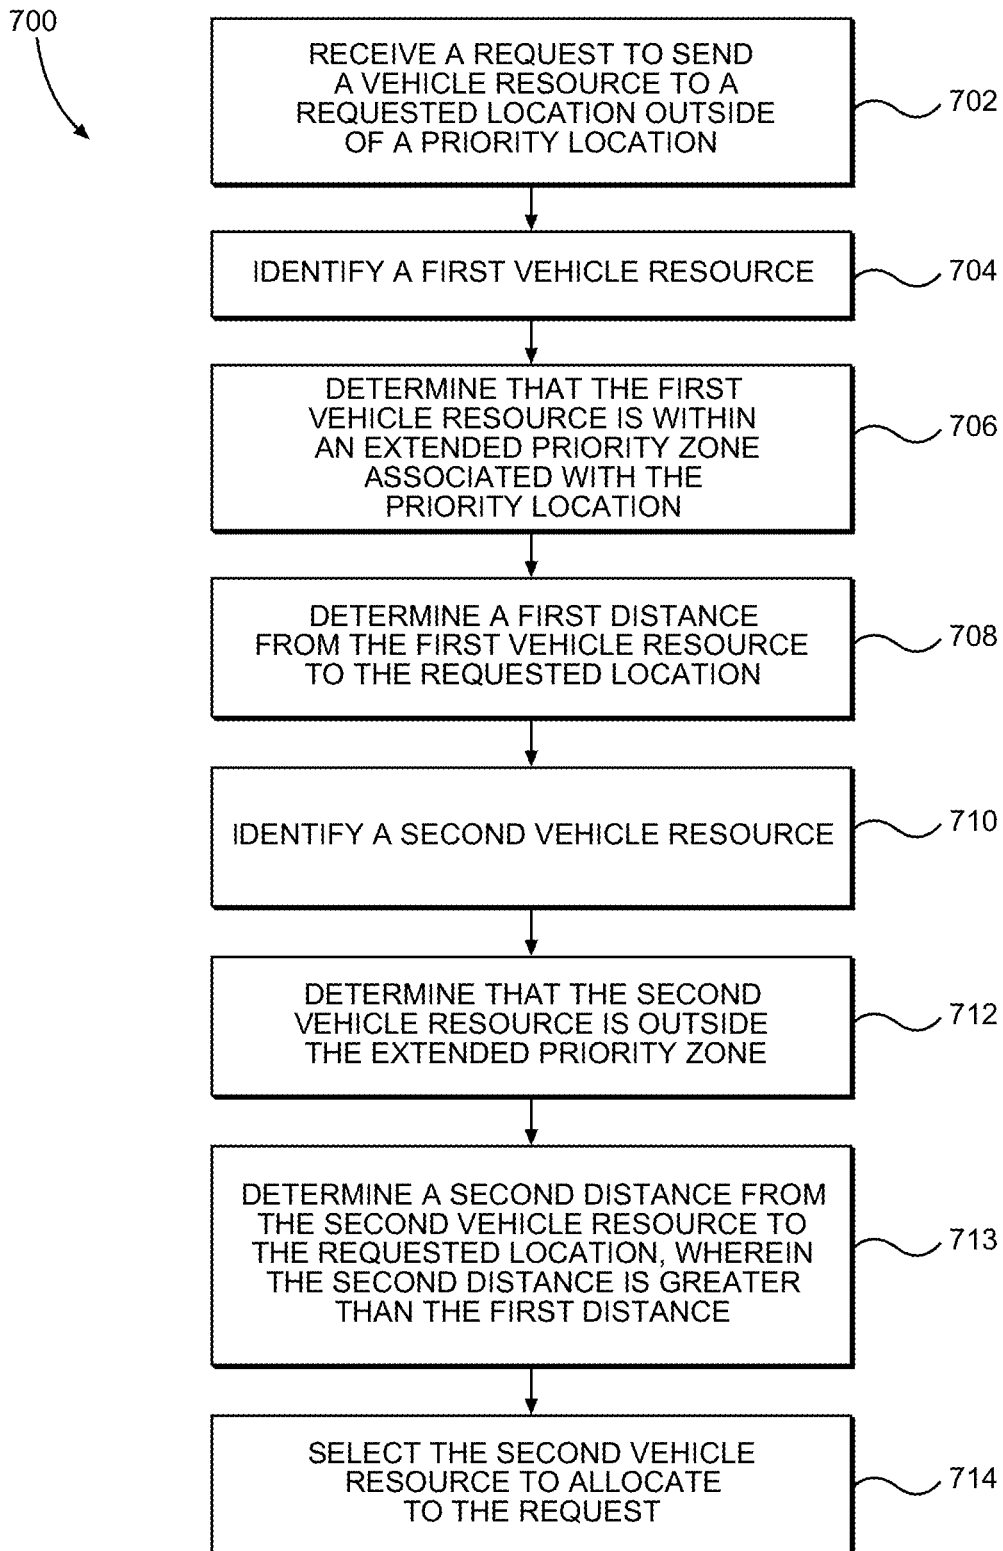 700
RECEIVE A REQUEST TO SEND
A VEHICLE RESOURCE TO A
REQUESTED LOCATION OUTSIDE
OF A PRIORITY LOCATION
702
IDENTIFY A FIRST VEHICLE RESOURCE
704
DETERMINE THAT THE FIRST
VEHICLE RESOURCE IS WITHIN
AN EXTENDED PRIORITY ZONE
ASSOCIATED WITH THE
PRIORITY LOCATION
706
DETERMINE A FIRST DISTANCE
FROM THE FIRST VEHICLE RESOURCE
TO THE REQUESTED LOCATION
708
IDENTIFY A SECOND VEHICLE RESOURCE
710
DETERMINE THAT THE SECOND
VEHICLE RESOURCE IS OUTSIDE
THE EXTENDED PRIORITY ZONE
712
DETERMINE A SECOND DISTANCE FROM
THE SECOND VEHICLE RESOURCE TO
THE REQUESTED LOCATION, WHEREIN
THE SECOND DISTANCE IS GREATER
THAN THE FIRST DISTANCE
713
SELECT THE SECOND VEHICLE
RESOURCE TO ALLOCATE
TO THE REQUEST
714